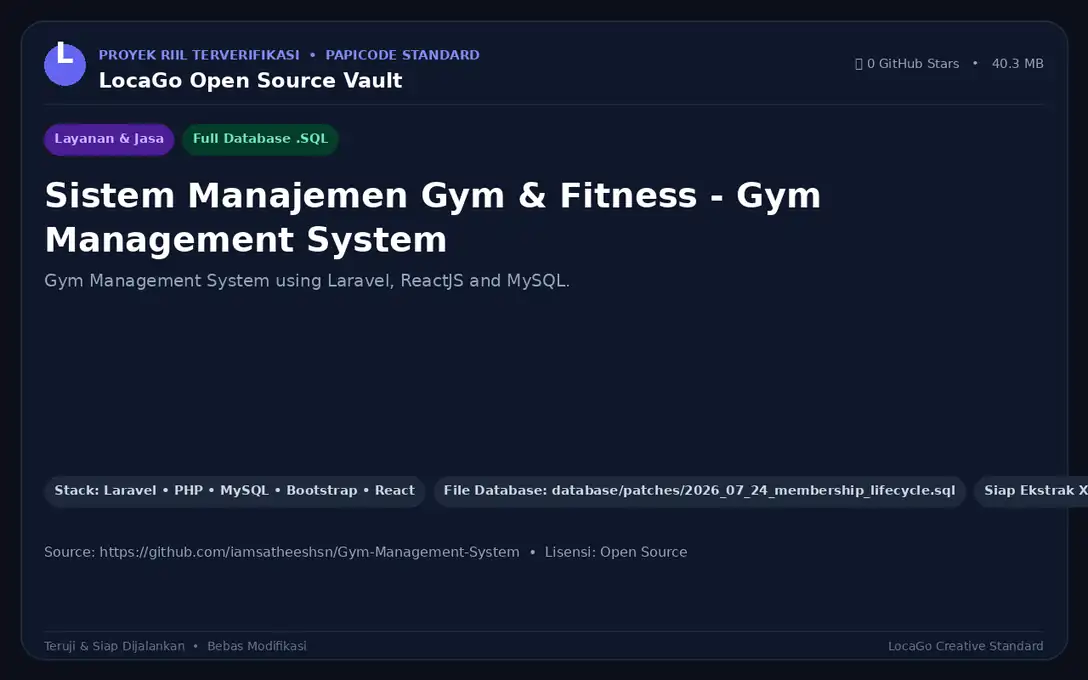 L
PROYEK RIIL TERVERIFIKASI • PAPICODE STANDARD
LocaGo Open Source Vault
0 GitHub Stars • 40.3 MB
Layanan & Jasa
Full Database .SQL
Sistem Manajemen Gym & Fitness - Gym
Management System
Gym Management System using Laravel, ReactJS and MySQL.
Stack: Laravel • PHP • MySQL • Bootstrap • React
File Database: database/patches/2026_07_24_membership_lifecycle.sql
Siap Ekstrak X
Source: https://github.com/iamsatheeshsn/Gym-Management-System • Lisensi: Open Source
Teruji & Siap Dijalankan • Bebas Modifikasi
LocaGo Creative Standard